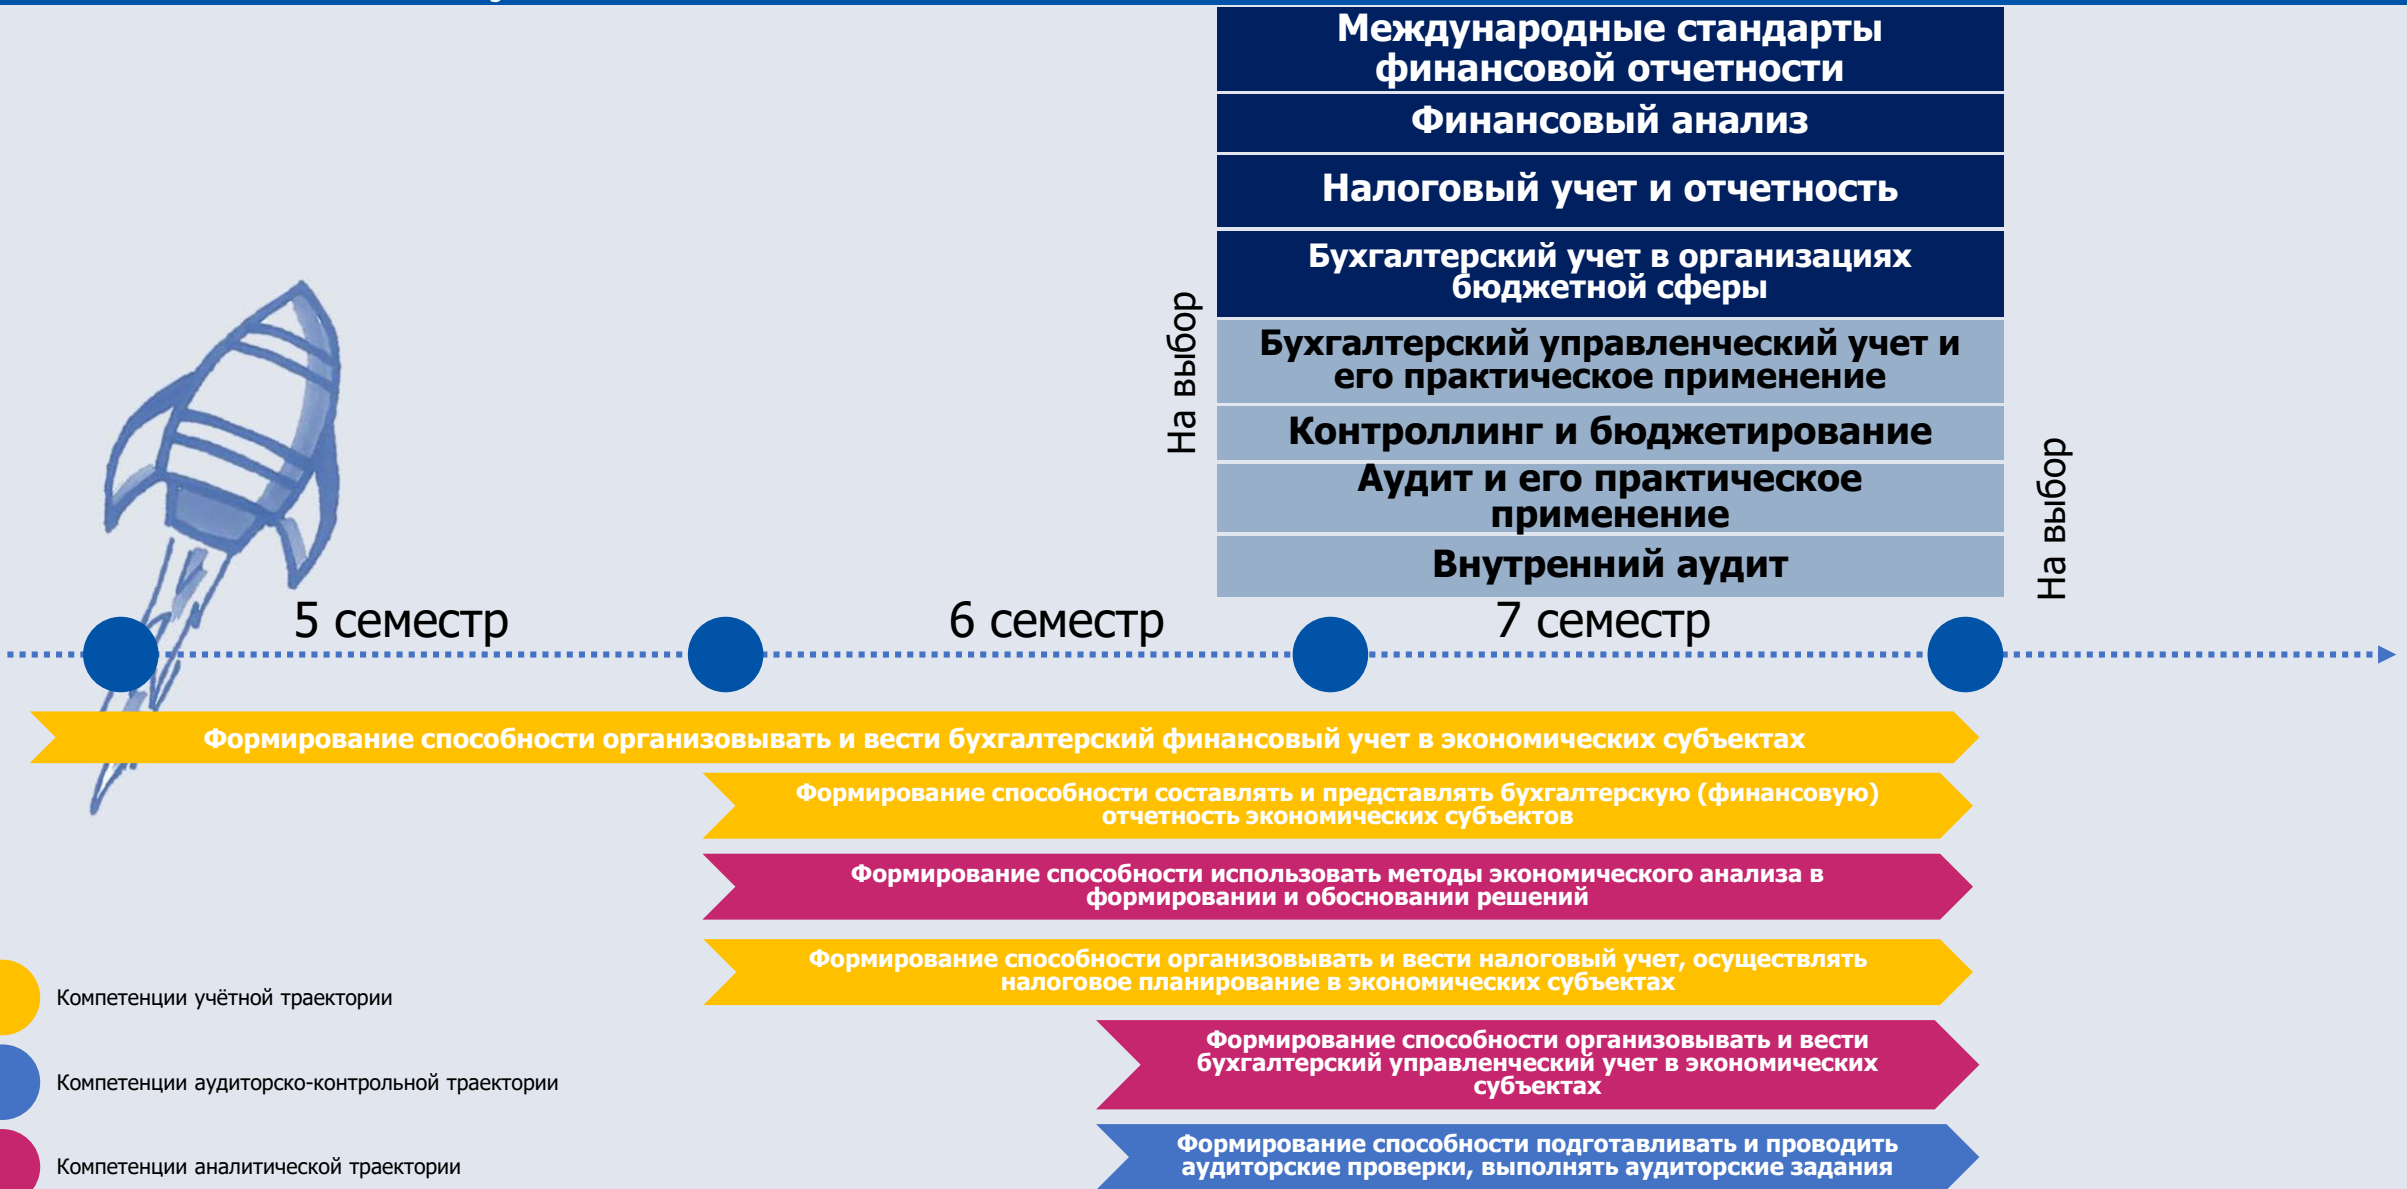 Международные стандарты
финансовой отчетности
Финансовый анализ
Налоговый учет и отчетность
Бухгалтерский учет в организациях
бюджетной сферы
Бухгалтерский управленческий учет и
его практическое применение
Контроллинг и бюджетирование
Аудит и его практическое
применение
Внутренний аудит
На выбор
На выбор
5 семестр
6 семестр
7 семестр
Формирование способности организовывать и вести бухгалтерский финансовый учет в экономических субъектах
Формирование способности составлять и представлять бухгалтерскую (финансовую)
отчетность экономических субъектов
Формирование способности использовать методы экономического анализа в
формировании и обосновании решений
Формирование способности организовывать и вести налоговый учет, осуществлять
налоговое планирование в экономических субъектах
Формирование способности организовывать и вести
бухгалтерский управленческий учет в экономических
субъектах
Формирование способности подготавливать и проводить
аудиторские проверки, выполнять аудиторские задания
Компетенции учётной траектории
Компетенции аудиторско-контрольной траектории
Компетенции аналитической траектории